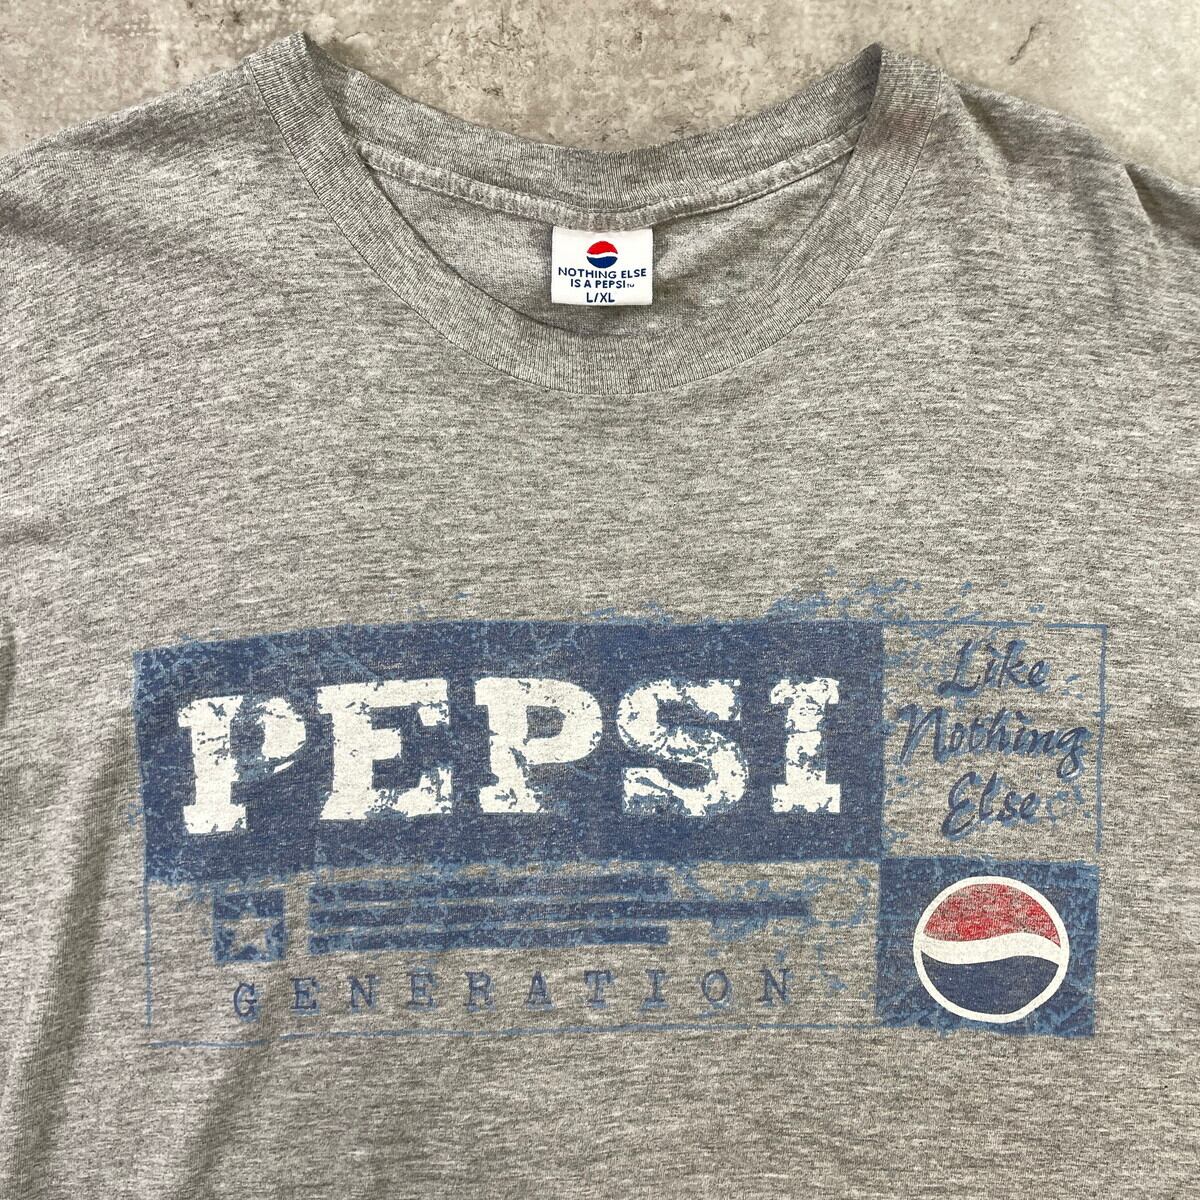 NOTHING ELSE
IS A PEPSI™
L/XL
PEPSI
Like
Nothing
Else
GENERATION